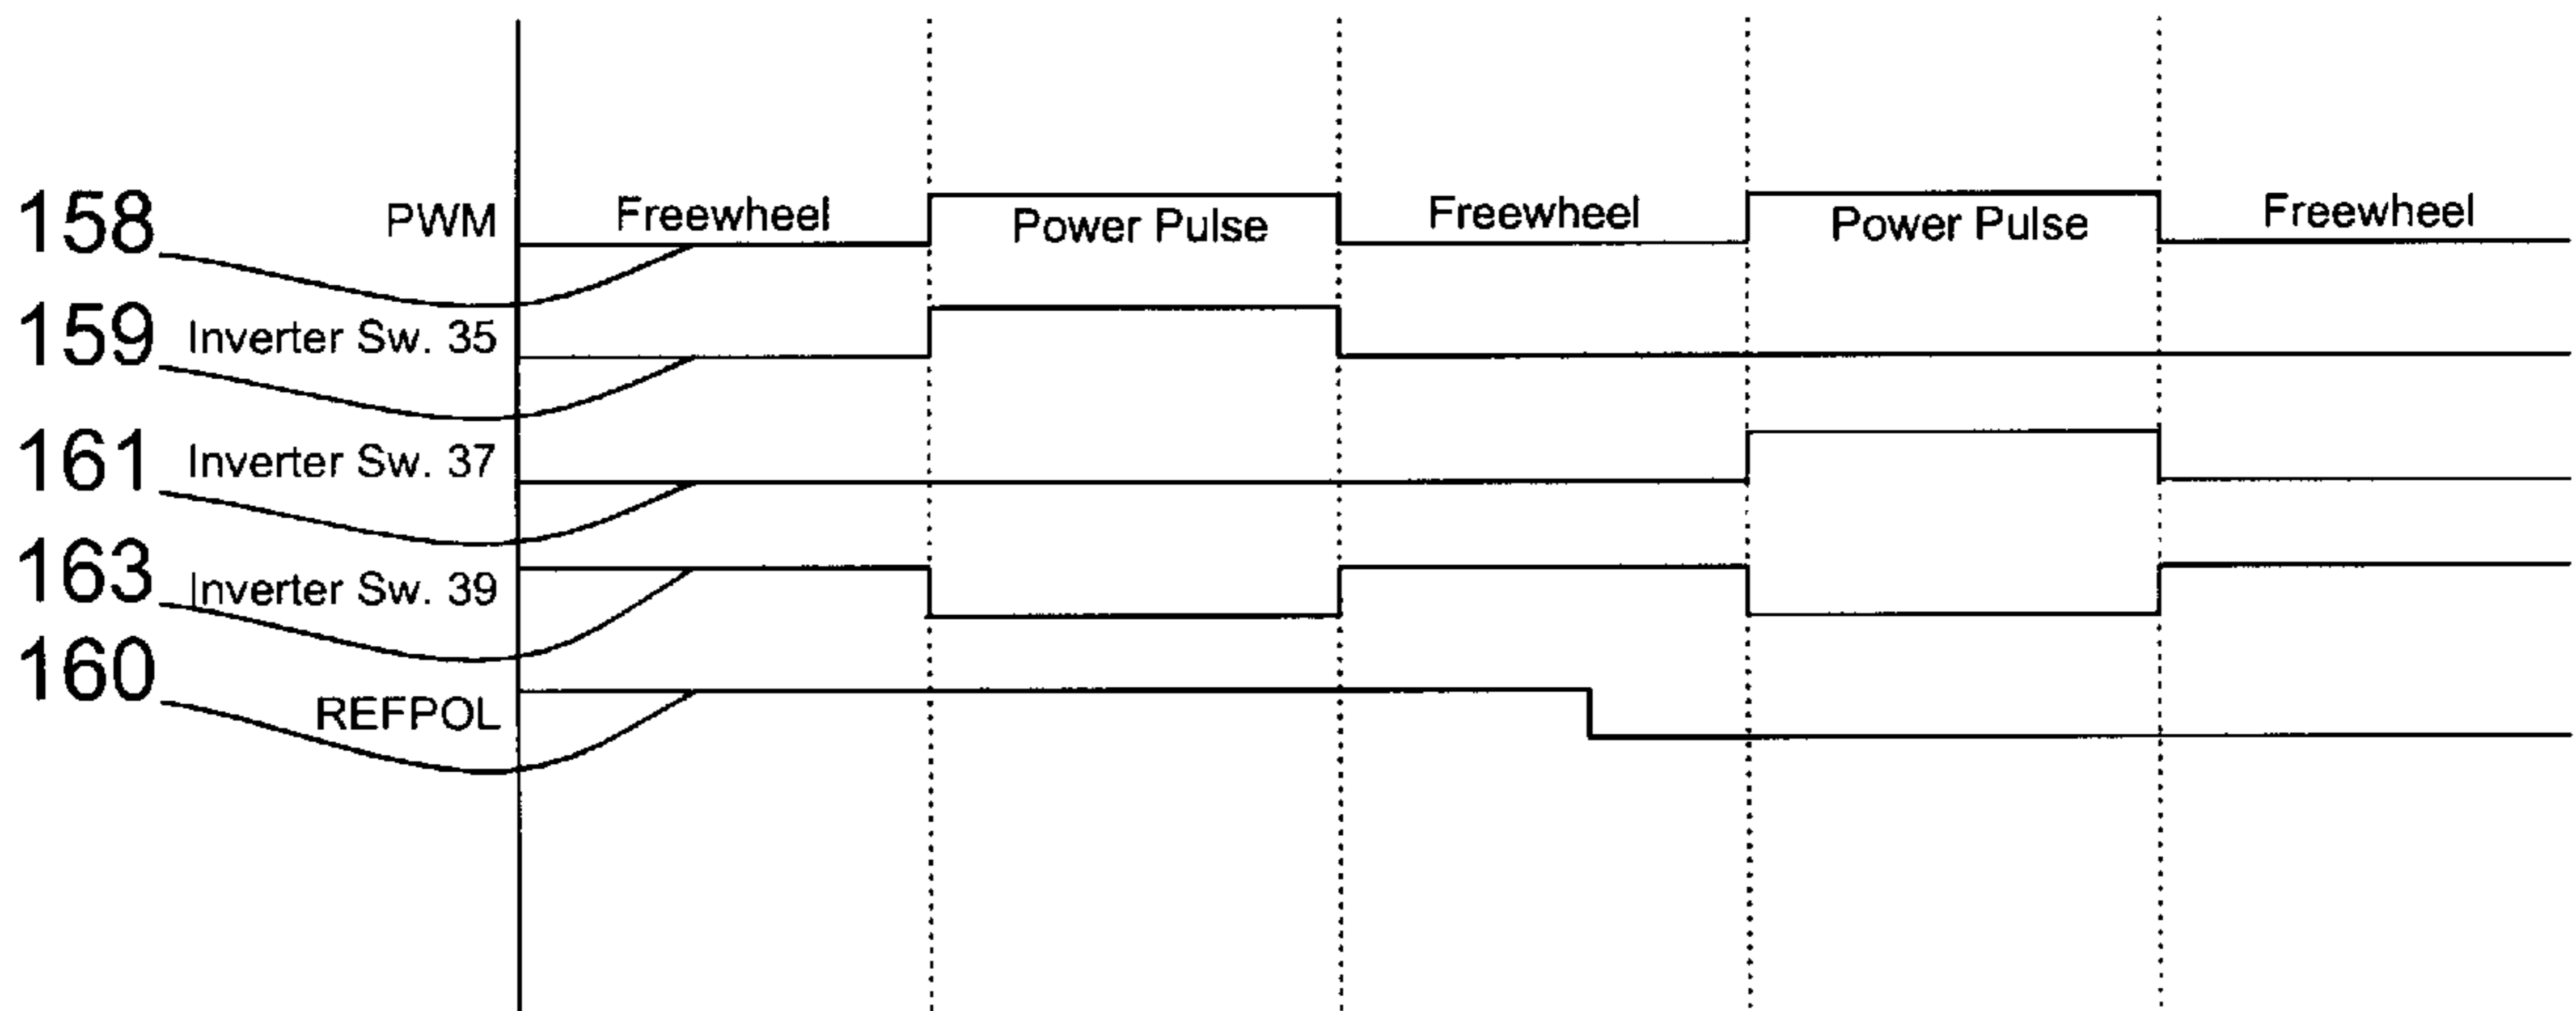 158 PWM Freewheel Power Pulse Freewheel Power Pulse Freewheel
159 Inverter Sw. 35
161 Inverter Sw. 37
163 Inverter Sw. 39
160 REFPOL